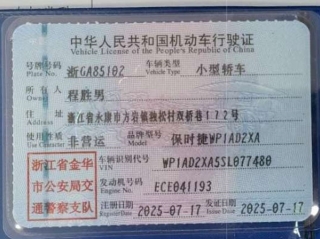 中华人民共和国机动车行驶证
Vehicle License of the People's Republic of China
号牌号码 Plate No. 浙GA85102 车辆类型 Vehicle Type 小型轿车
所有人 Owner 程胜男
住址 Address 浙江省永康市方岩镇独松村双桥巷172号
使用性质 Use Character 非营运 品牌型号 Model 保时捷WP1AD2XA
浙江省金华市公安局交通警察支队
车辆识别代号 VIN WP1AD2XA5SL077480
发动机号码 Engine No. ECE041193
注册日期 Register Date 2025-07-17 发证日期 Issue Date 2025-07-17